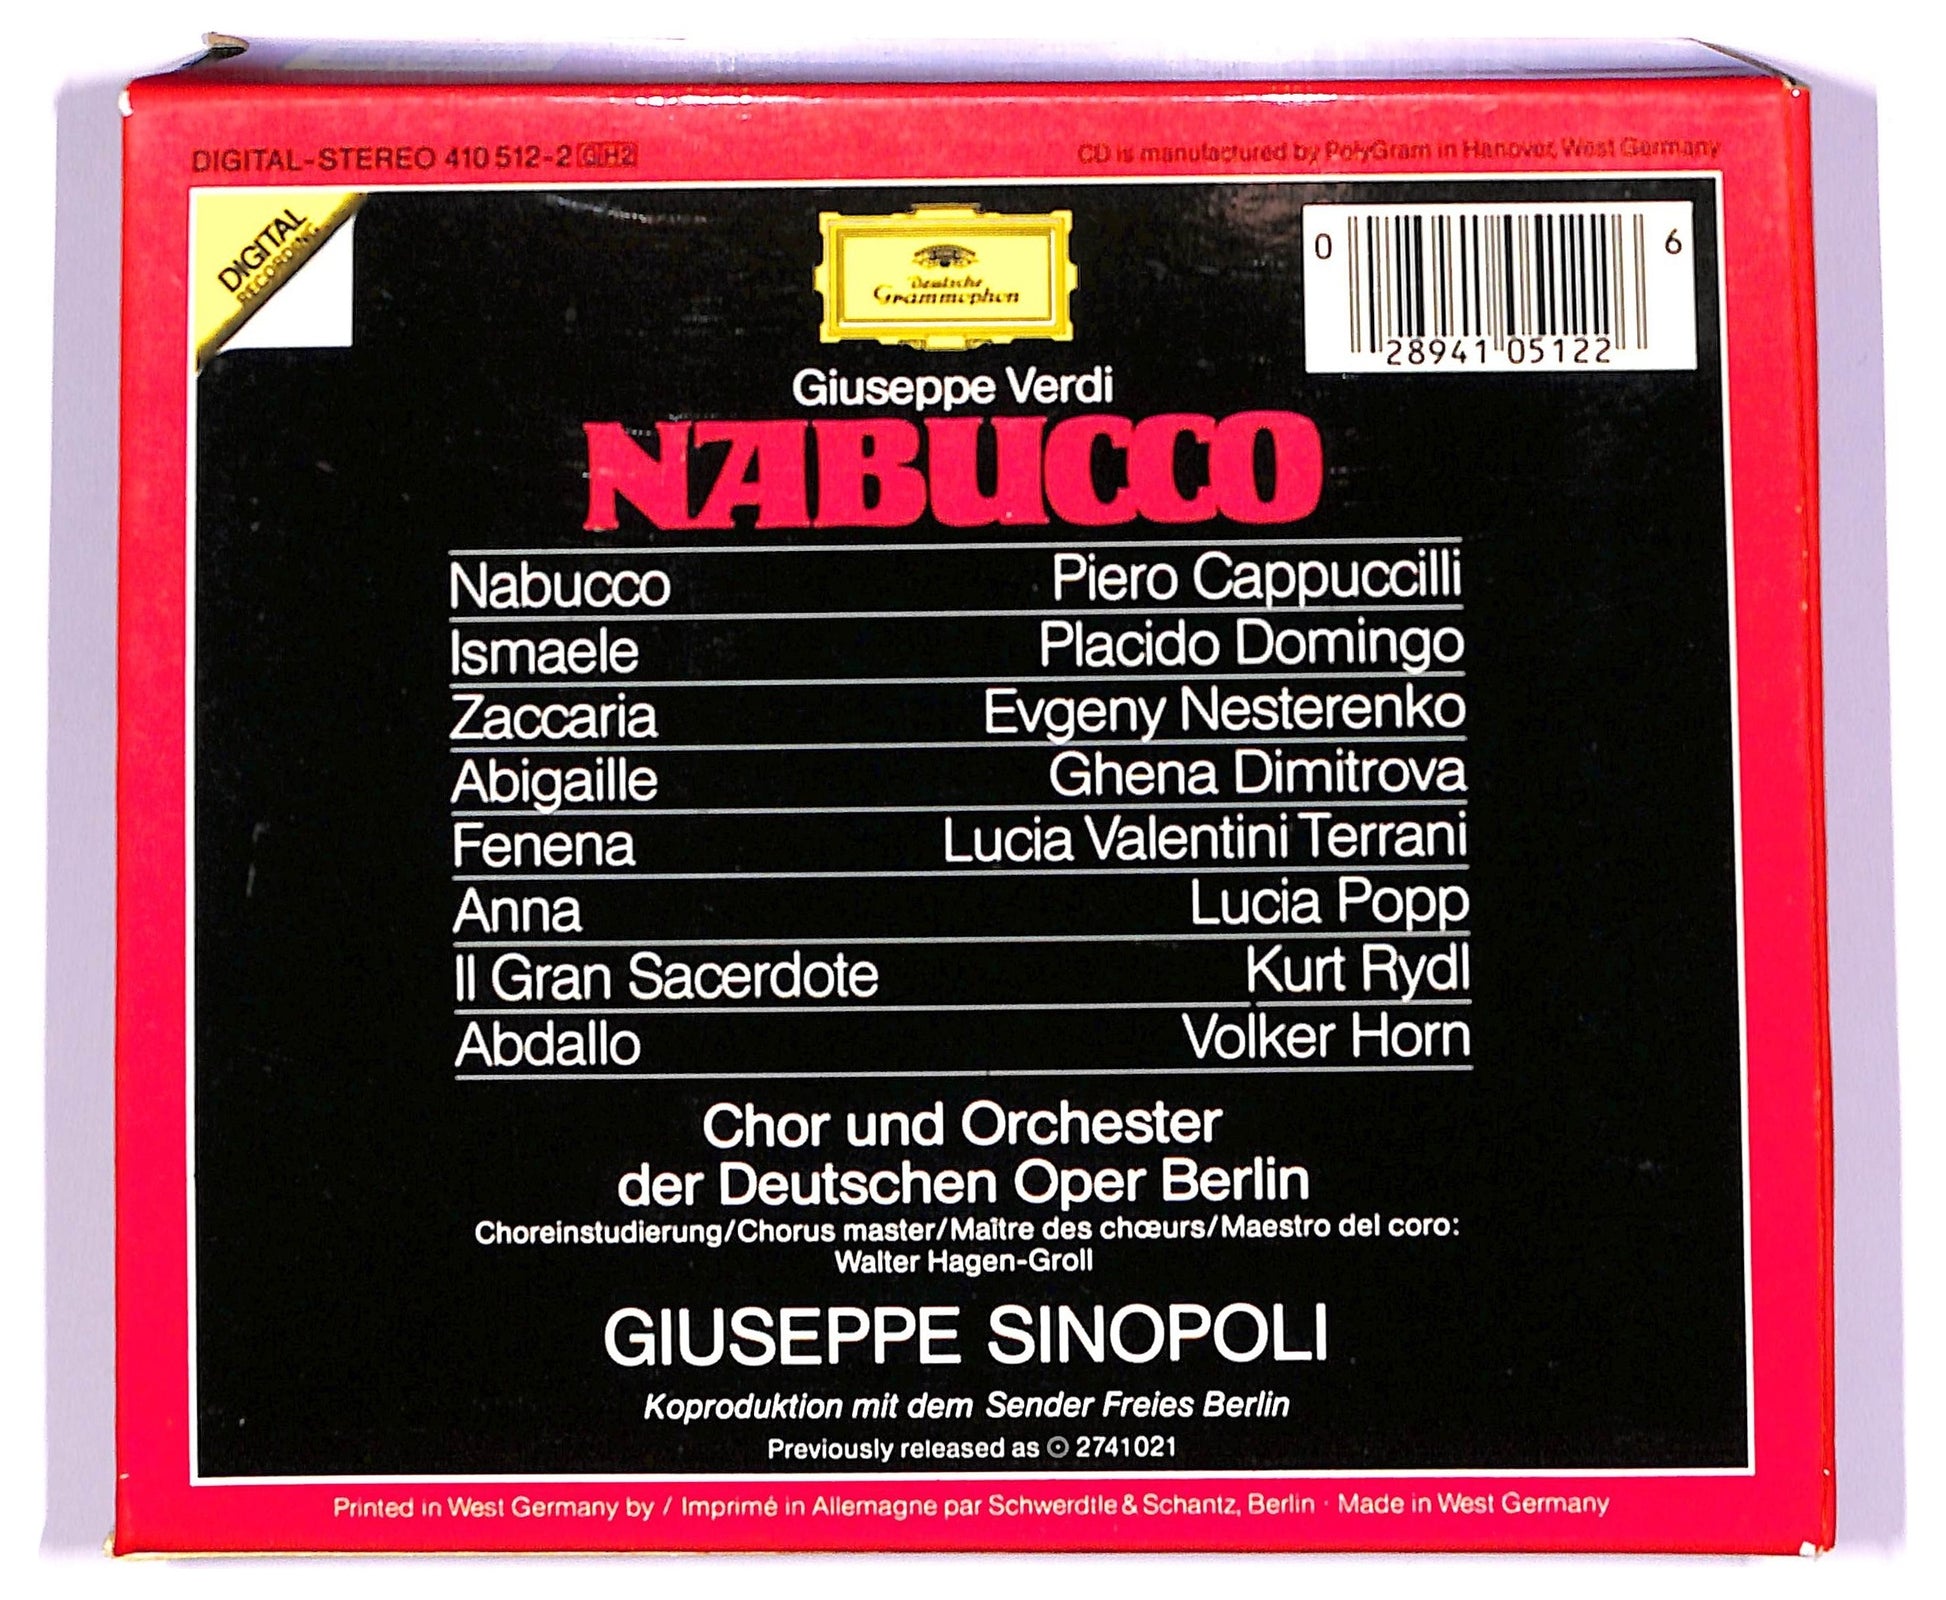 DIGITAL-STEREO 410 512-2 GH2
CD is manufactured by PolyGram in Hanover, West Germany
DIGITAL
RECORDING
Deutsche
Grammophon
0 28941 05122 6
Giuseppe Verdi
NABUCCO
Nabucco Piero Cappuccilli
Ismaele Placido Domingo
Zaccaria Evgeny Nesterenko
Abigaille Ghena Dimitrova
Fenena Lucia Valentini Terrani
Anna Lucia Popp
Il Gran Sacerdote Kurt Rydl
Abdallo Volker Horn
Chor und Orchester
der Deutschen Oper Berlin
Choreinstudierung/Chorus master/Maître des chœurs/Maestro del coro:
Walter Hagen-Groll
GIUSEPPE SINOPOLI
Koproduktion mit dem Sender Freies Berlin
Previously released as ⊙ 2741021
Printed in West Germany by / Imprimé in Allemagne par Schwerdtle & Schantz, Berlin · Made in West Germany